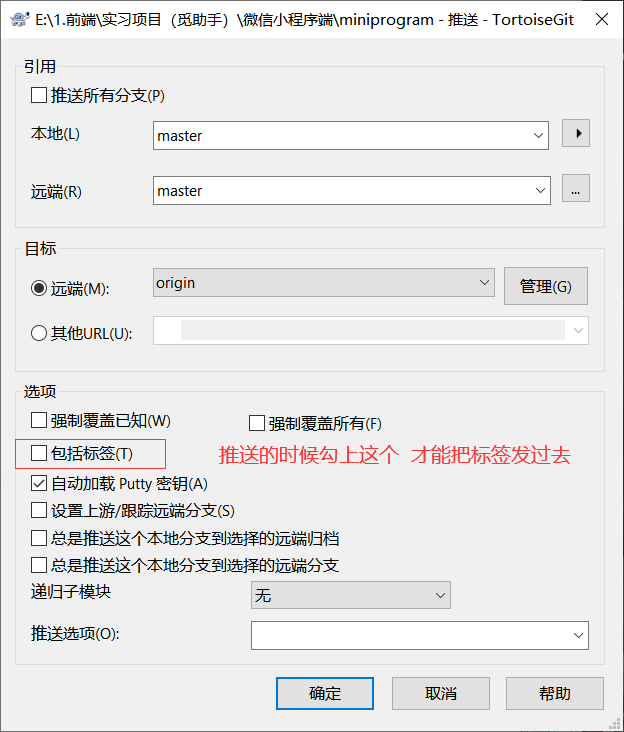 E:\1.前端\实习项目（觅助手）\微信小程序端\miniprogram - 推送 - TortoiseGit
引用
推送所有分支(P)
本地(L) master
远端(R) master ...
目标
远端(M): origin 管理(G)
其他URL(U):
选项
强制覆盖已知(W) 强制覆盖所有(F)
包括标签(T) 推送的时候勾上这个 才能把标签发过去
自动加载 Putty 密钥(A)
设置上游/跟踪远端分支(S)
总是推送这个本地分支到选择的远端归档
总是推送这个本地分支到选择的远端分支
递归子模块 无
推送选项(O):
确定 取消 帮助